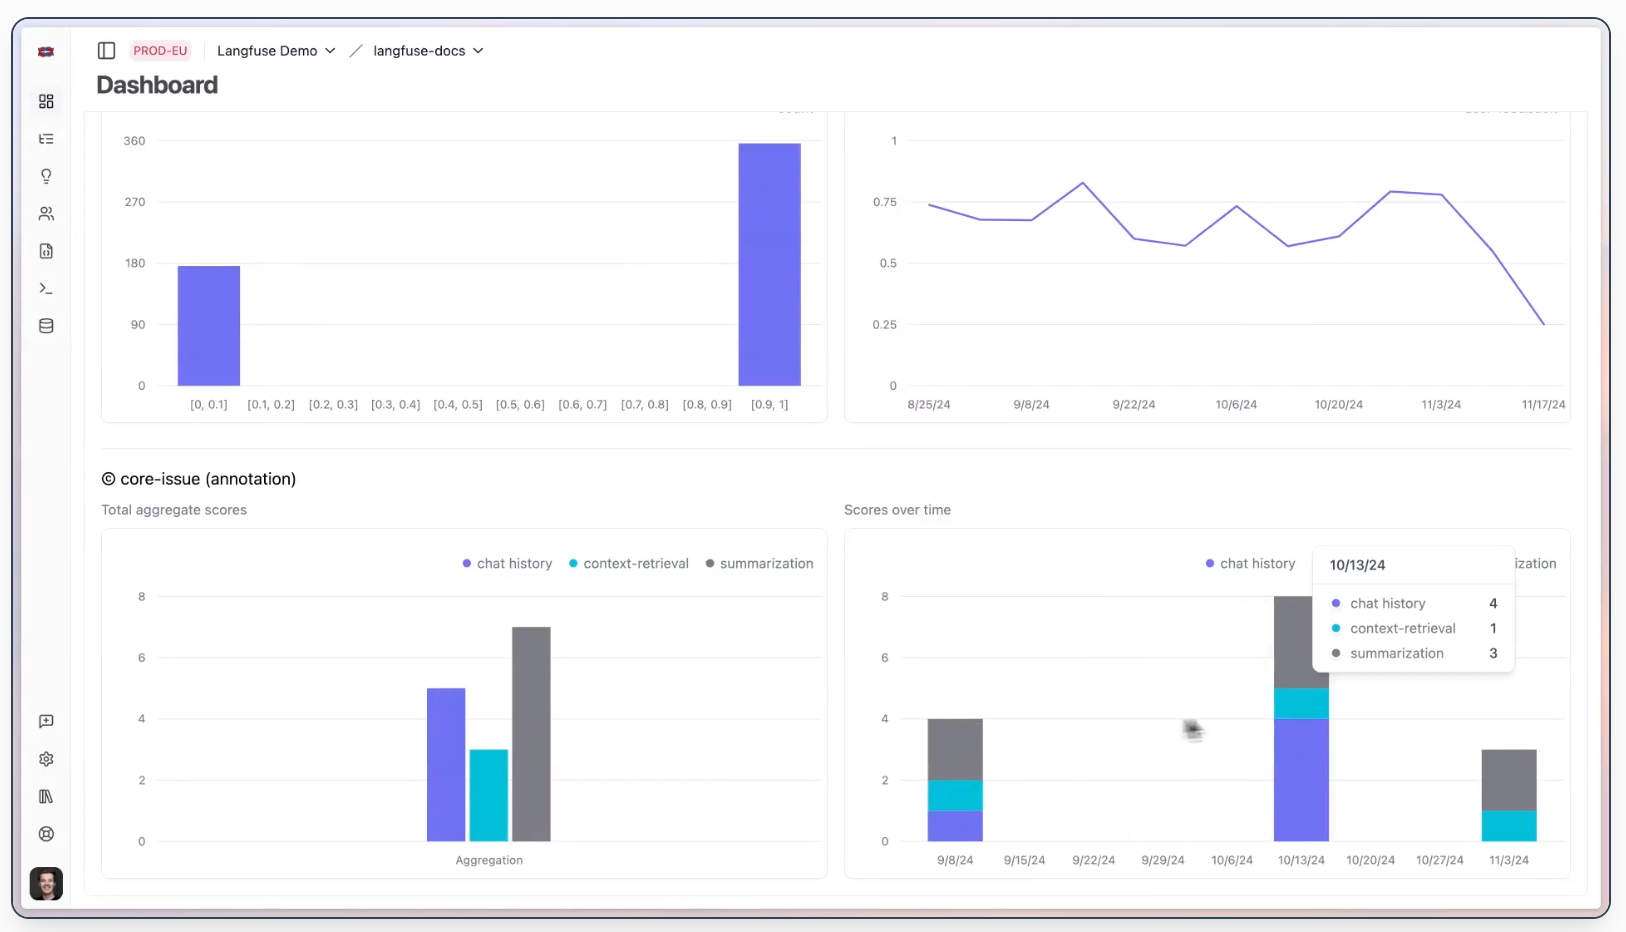 PROD-EU Langfuse Demo / langfuse-docs
Dashboard
360
270
180
90
0
[0, 0.1] [0.1, 0.2] [0.2, 0.3] [0.3, 0.4] [0.4, 0.5] [0.5, 0.6] [0.6, 0.7] [0.7, 0.8] [0.8, 0.9] [0.9, 1]
1
0.75
0.5
0.25
0
8/25/24 9/8/24 9/22/24 10/6/24 10/20/24 11/3/24 11/17/24
© core-issue (annotation)
Total aggregate scores
chat history context-retrieval summarization
8
6
4
2
0
Aggregation
Scores over time
chat history ization
10/13/24
chat history 4
context-retrieval 1
summarization 3
8
6
4
2
0
9/8/24 9/15/24 9/22/24 9/29/24 10/6/24 10/13/24 10/20/24 10/27/24 11/3/24